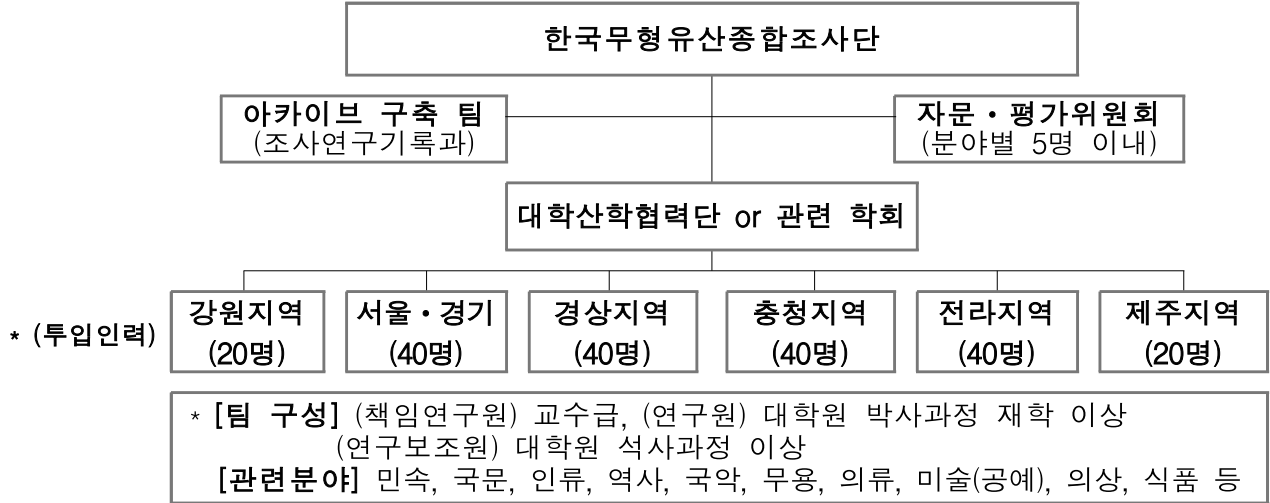 한국무형유산종합조사단
아카이브 구축 팀
(조사연구기록과)
자문·평가위원회
(분야별 5명 이내)
대학산학협력단 or 관련 학회
* (투입인력)
강원지역
(20명)
서울·경기
(40명)
경상지역
(40명)
충청지역
(40명)
전라지역
(40명)
제주지역
(20명)
* [팀 구성] (책임연구원) 교수급, (연구원) 대학원 박사과정 재학 이상
(연구보조원) 대학원 석사과정 이상
[관련분야] 민속, 국문, 인류, 역사, 국악, 무용, 의류, 미술(공예), 의상, 식품 등